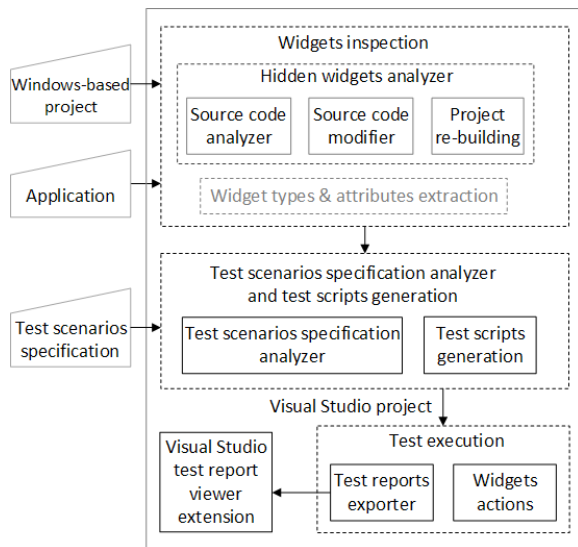 Widgets inspection
Hidden widgets analyzer
Windows-based
project
Source code
analyzer
Source code
modifier
Project
re-building
Application
Widget types & attributes extraction
Test scenarios specification analyzer
and test scripts generation
Test scenarios
specification
Test scenarios specification
analyzer
Test scripts
generation
Visual Studio project
Test execution
Visual Studio
test report
viewer
extension
Test reports
exporter
Widgets
actions